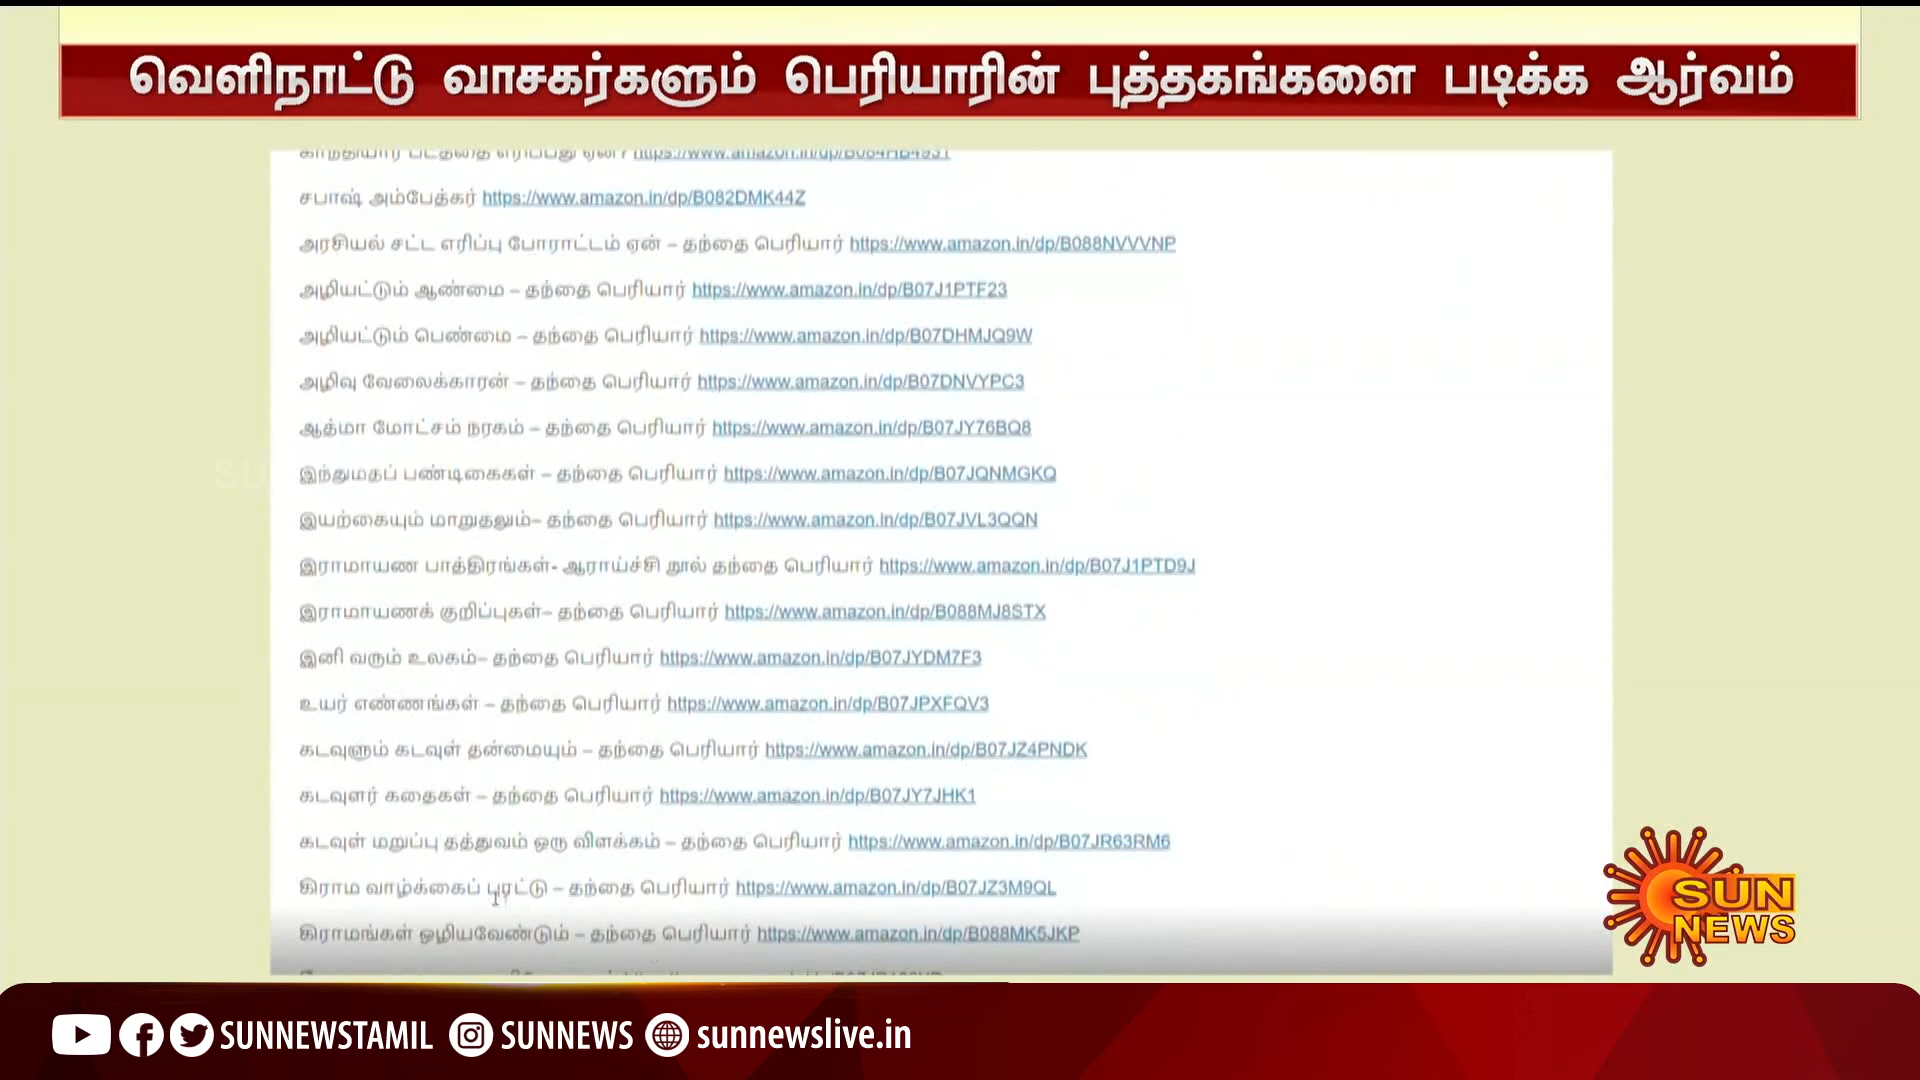 வெளிநாட்டு வாசகர்களும் பெரியாரின் புத்தகங்களை படிக்க ஆர்வம்
சபாஷ் அம்பேத்கர் https://www.amazon.in/dp/B082DMK44Z
அரசியல் சட்ட எரிப்பு போராட்டம் ஏன் – தந்தை பெரியார் https://www.amazon.in/dp/B088NVVVNP
அழியட்டும் ஆண்மை – தந்தை பெரியார் https://www.amazon.in/dp/B07J1PTF23
அழியட்டும் பெண்மை – தந்தை பெரியார் https://www.amazon.in/dp/B07DHMJQ9W
அழிவு வேலைக்காரன் – தந்தை பெரியார் https://www.amazon.in/dp/B07DNVYPC3
ஆத்மா மோட்சம் நரகம் – தந்தை பெரியார் https://www.amazon.in/dp/B07JY76BQ8
இந்துமதப் பண்டிகைகள் – தந்தை பெரியார் https://www.amazon.in/dp/B07JQNMGKQ
இயற்கையும் மாறுதலும்– தந்தை பெரியார் https://www.amazon.in/dp/B07JVL3QQN
இராமாயண பாத்திரங்கள்- ஆராய்ச்சி நூல் தந்தை பெரியார் https://www.amazon.in/dp/B07J1PTD9J
இராமாயணக் குறிப்புகள்– தந்தை பெரியார் https://www.amazon.in/dp/B088MJ8STX
இனி வரும் உலகம்– தந்தை பெரியார் https://www.amazon.in/dp/B07JYDM7F3
உயர் எண்ணங்கள் – தந்தை பெரியார் https://www.amazon.in/dp/B07JPXFQV3
கடவுளும் கடவுள் தன்மையும் – தந்தை பெரியார் https://www.amazon.in/dp/B07JZ4PNDK
கடவுளர் கதைகள் – தந்தை பெரியார் https://www.amazon.in/dp/B07JY7JHK1
கடவுள் மறுப்பு தத்துவம் ஒரு விளக்கம் – தந்தை பெரியார் https://www.amazon.in/dp/B07JR63RM6
கிராம வாழ்க்கைப் புரட்டு – தந்தை பெரியார் https://www.amazon.in/dp/B07JZ3M9QL
கிராமங்கள் ஒழியவேண்டும் – தந்தை பெரியார் https://www.amazon.in/dp/B088MK5JKP
SUN
NEWS
SUNNEWSTAMIL SUNNEWS sunnewslive.in